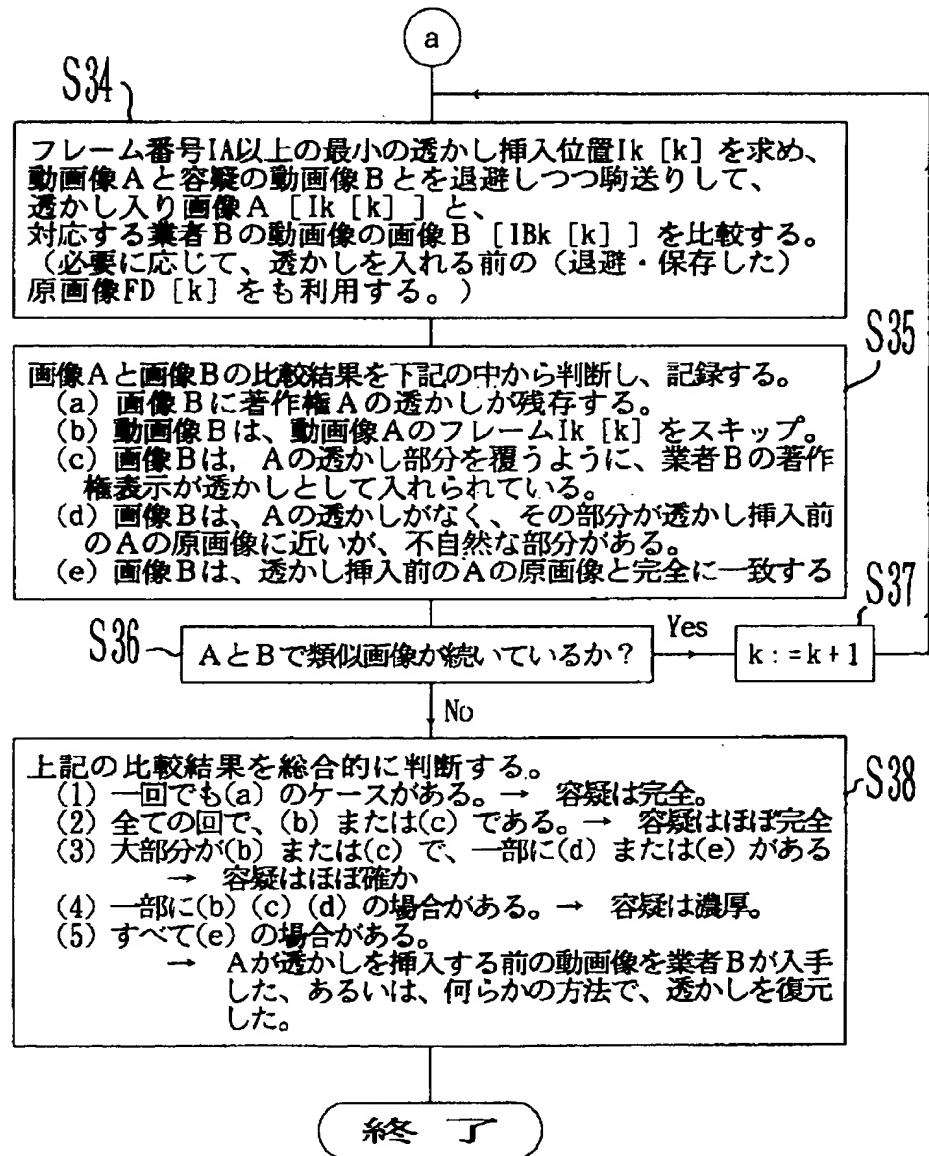 a
S34
フレーム番号IA以上の最小の透かし挿入位置Ik [k] を求め、
動画像Aと容疑の動画像Bとを退避しつつ駒送りして、
透かし入り画像A [Ik [k] ] と、
対応する業者Bの動画像の画像B [IBk [k] ] を比較する。
(必要に応じて、透かしを入れる前の(退避・保存した)
原画像FD [k] をも利用する。)
S35
画像Aと画像Bの比較結果を下記の中から判断し、記録する。
(a) 画像Bに著作権Aの透かしが残存する。
(b) 動画像Bは、動画像AのフレームIk [k] をスキップ。
(c) 画像Bは, Aの透かし部分を覆うように、業者Bの著作
権表示が透かしとして入れられている。
(d) 画像Bは、Aの透かしがなく、その部分が透かし挿入前
のAの原画像に近いが、不自然な部分がある。
(e) 画像Bは、透かし挿入前のAの原画像と完全に一致する
S36
AとBで類似画像が続いているか?
Yes
S37
k:=k+1
No
S38
上記の比較結果を総合的に判断する。
(1) 一回でも(a) のケースがある。→ 容疑は完全。
(2) 全ての回で、(b) または(c) である。→ 容疑はほぼ完全
(3) 大部分が(b) または(c) で、一部に(d) または(e) がある
→ 容疑はほぼ確か
(4) 一部に(b) (c) (d) の場合がある。→ 容疑は濃厚。
(5) すべて(e) の場合がある。
→ Aが透かしを挿入する前の動画像を業者Bが入手
した、あるいは、何らかの方法で、透かしを復元
した。
終了